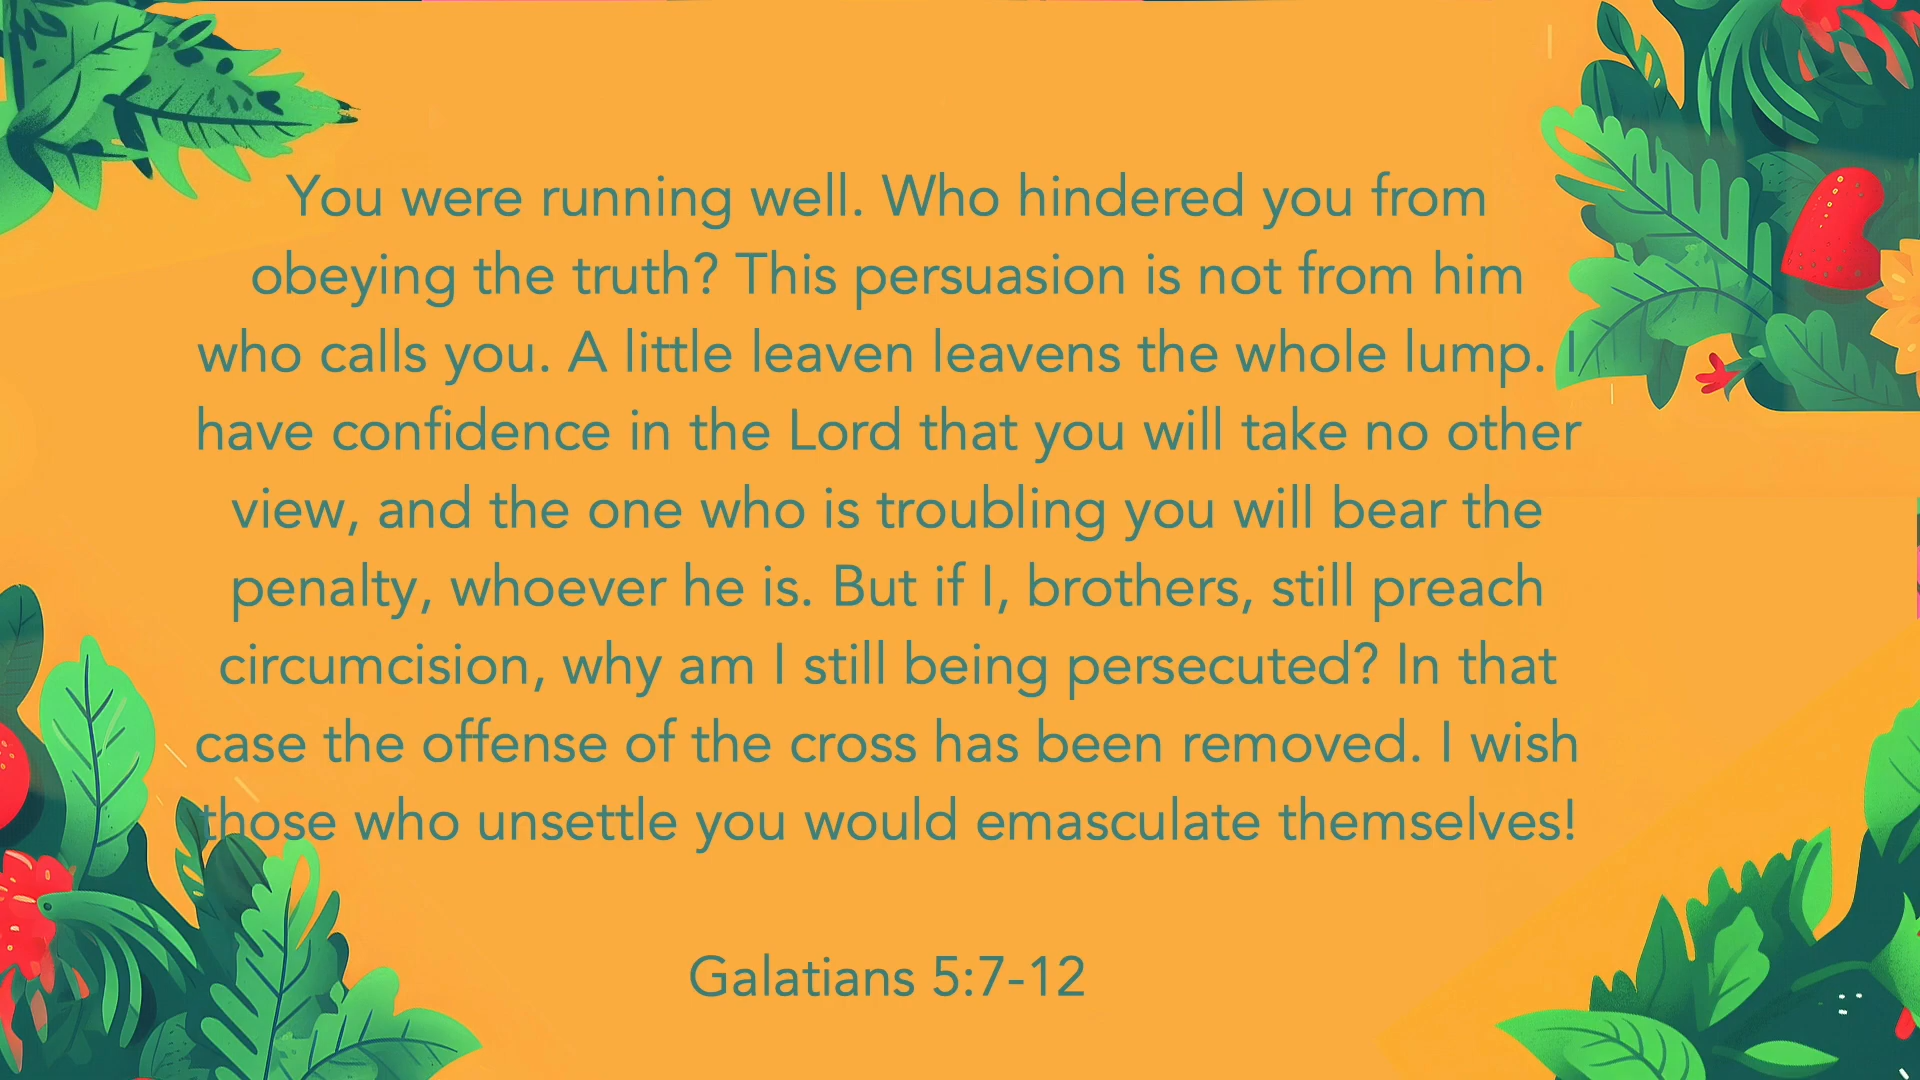 You were running well. Who hindered you from
obeying the truth? This persuasion is not from him
who calls you. A little leaven leavens the whole lump. I
have confidence in the Lord that you will take no other
view, and the one who is troubling you will bear the
penalty, whoever he is. But if I, brothers, still preach
circumcision, why am I still being persecuted? In that
case the offense of the cross has been removed. I wish
those who unsettle you would emasculate themselves!
Galatians 5:7-12